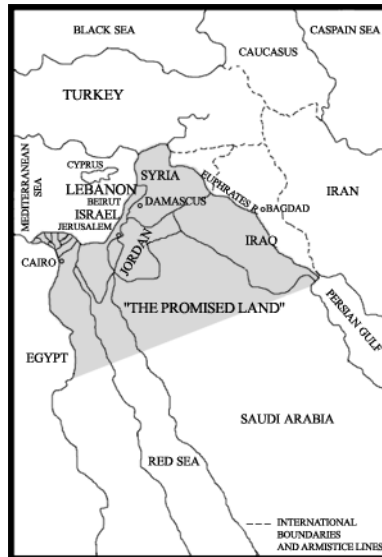 BLACK SEA
CASPAIN SEA
CAUCASUS
TURKEY
MEDITERRANEAN
SEA
CYPRUS
SYRIA
LEBANON
BEIRUT
DAMASCUS
ISRAEL
JERUSALEM
EUPHRATES R.
BAGDAD
IRAN
IRAQ
JORDAN
CAIRO
"THE PROMISED LAND"
PERSIAN GULF
EGYPT
SAUDI ARABIA
RED SEA
INTERNATIONAL
BOUNDARIES
AND ARMISTICE LINES